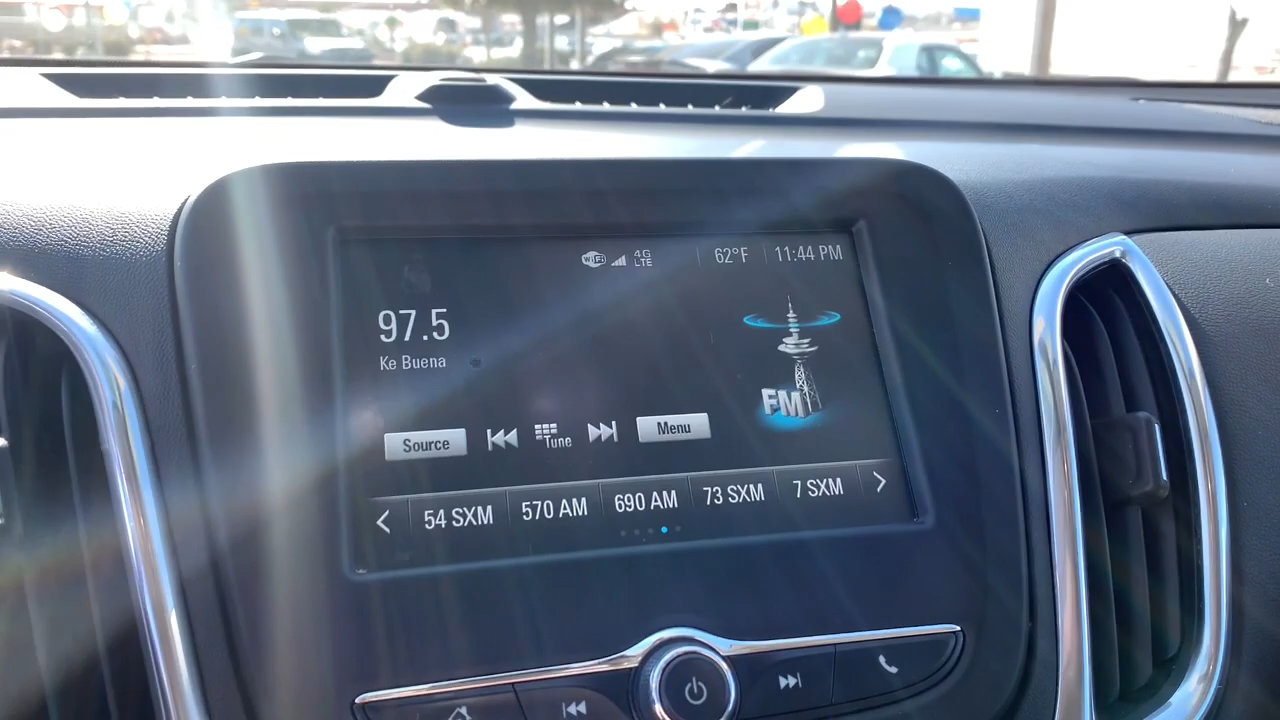 WiFi 4G LTE 62°F 11:44 PM
97.5
Ke Buena
FM
Source Tune Menu
54 SXM 570 AM 690 AM 73 SXM 7 SXM